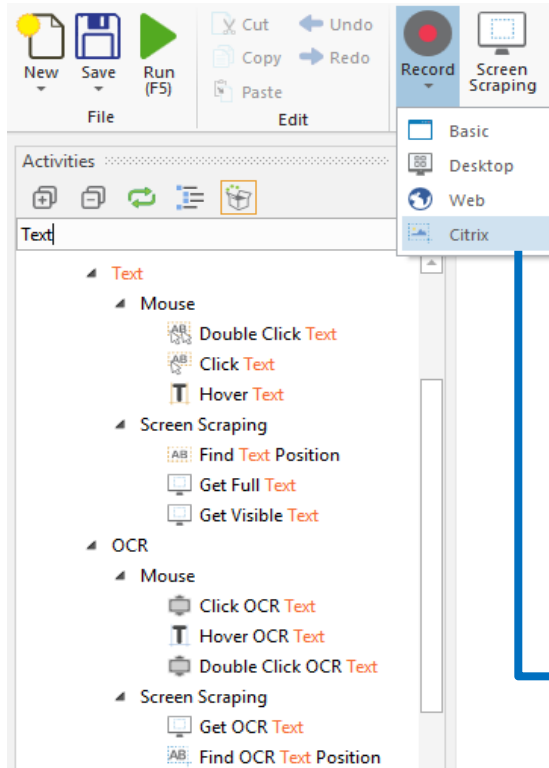 New
Save
Run
(F5)
File
Cut
Undo
Copy
Redo
Paste
Edit
Record
Screen
Scraping
Basic
Desktop
Web
Citrix
Activities
Text
Text
Mouse
Double Click Text
Click Text
Hover Text
Screen Scraping
Find Text Position
Get Full Text
Get Visible Text
OCR
Mouse
Click OCR Text
Hover OCR Text
Double Click OCR Text
Screen Scraping
Get OCR Text
Find OCR Text Position